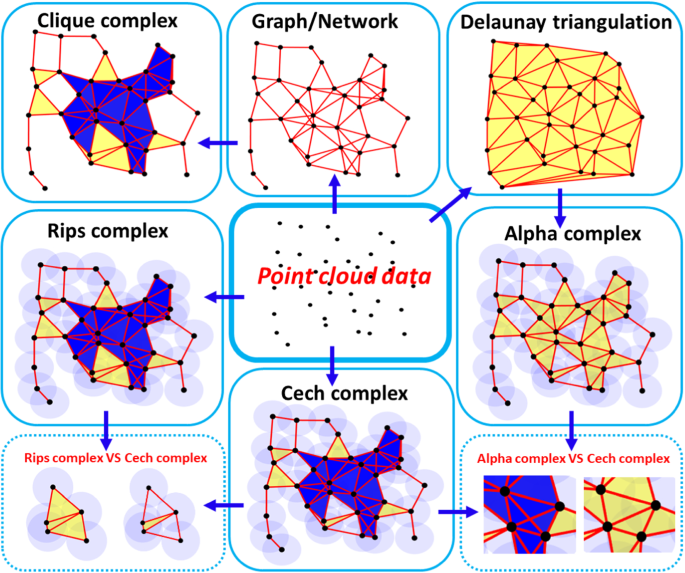 Clique complex
Graph/Network
Delaunay triangulation
Rips complex
Point cloud data
Alpha complex
Cech complex
Rips complex VS Cech complex
Alpha complex VS Cech complex